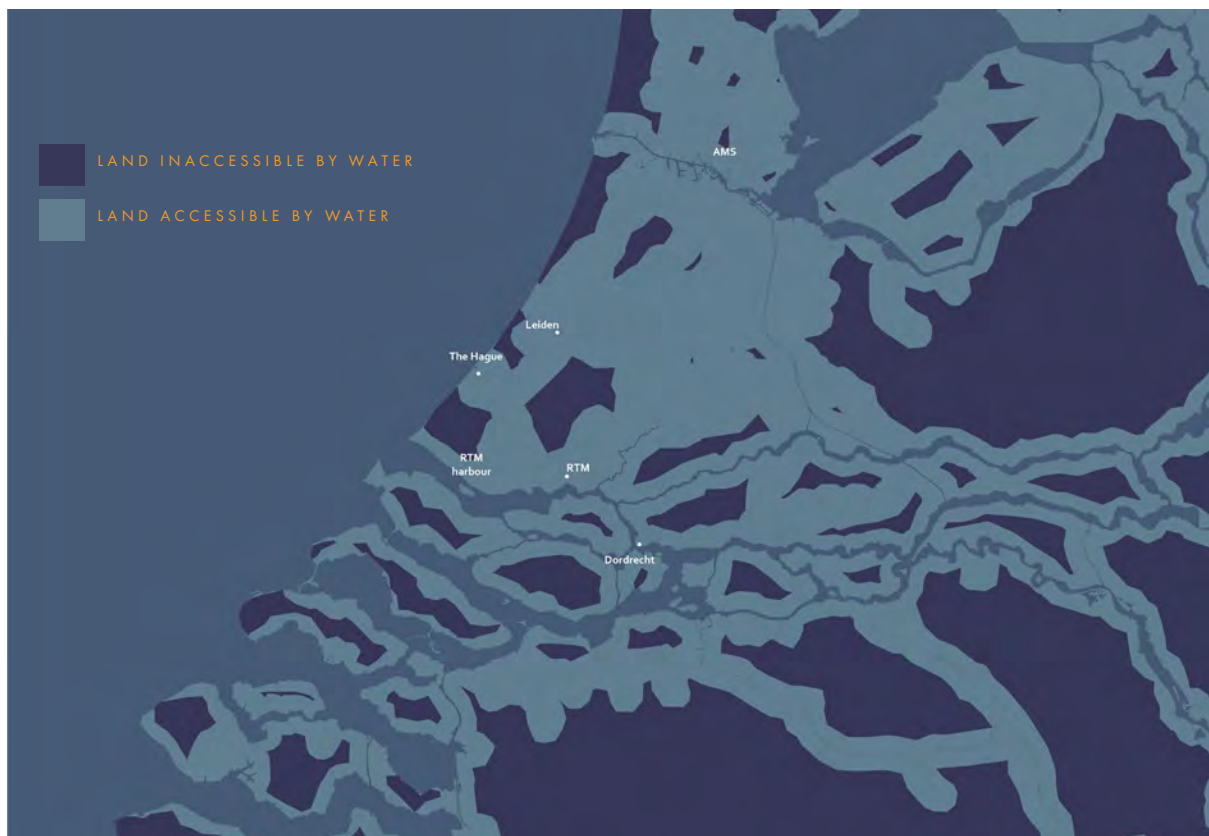 LAND INACCESSIBLE BY WATER
LAND ACCESSIBLE BY WATER
AMS
Leiden
The Hague
RTM
harbour
RTM
Dordrecht